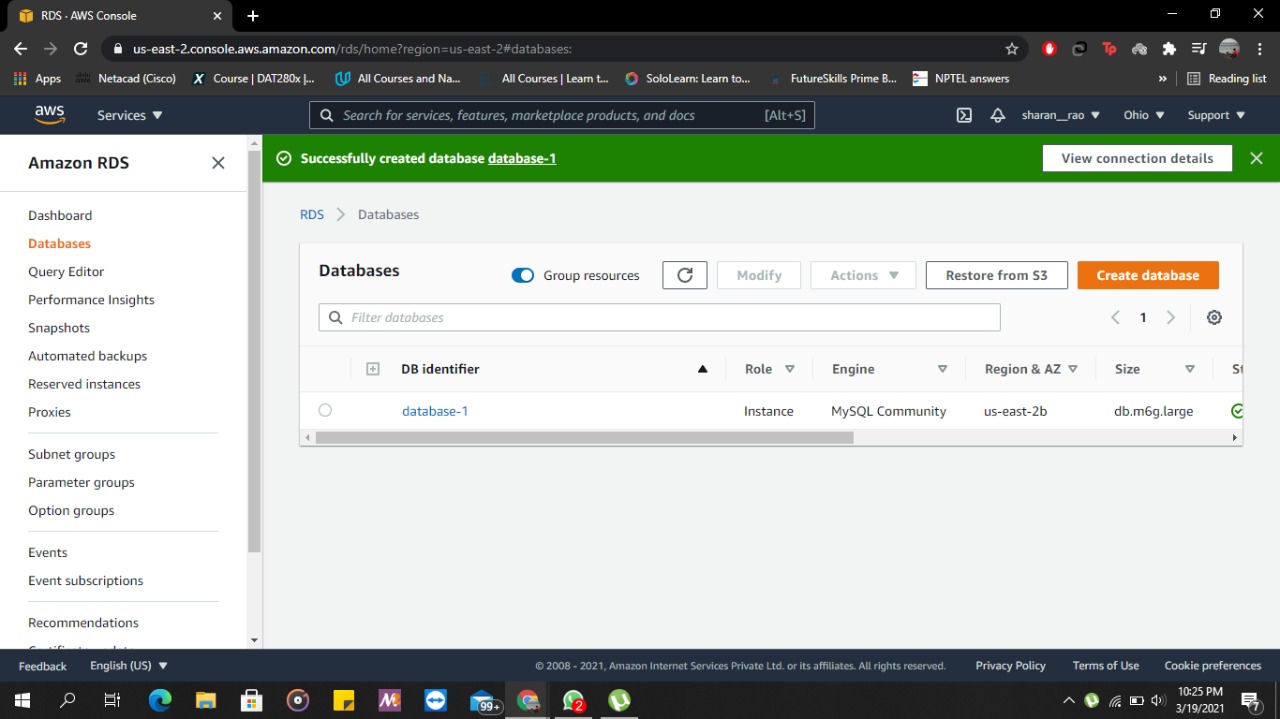 RDS - AWS Console
us-east-2.console.aws.amazon.com/rds/home?region=us-east-2#databases:
Apps Netacad (Cisco) Course | DAT280x |... All Courses and Na... All Courses | Learn t... SoloLearn: Learn to... FutureSkills Prime B... NPTEL answers » Reading list
aws Services Search for services, features, marketplace products, and docs [Alt+S] sharan__rao Ohio Support
Amazon RDS
Dashboard
Databases
Query Editor
Performance Insights
Snapshots
Automated backups
Reserved instances
Proxies
Subnet groups
Parameter groups
Option groups
Events
Event subscriptions
Recommendations
Successfully created database database-1 View connection details
RDS Databases
Databases Group resources Modify Actions Restore from S3 Create database
Filter databases 1
DB identifier Role Engine Region & AZ Size
database-1 Instance MySQL Community us-east-2b db.m6g.large
Feedback English (US) © 2008 - 2021, Amazon Internet Services Private Ltd. or its affiliates. All rights reserved. Privacy Policy Terms of Use Cookie preferences
99+ 2 10:25 PM
3/19/2021 7